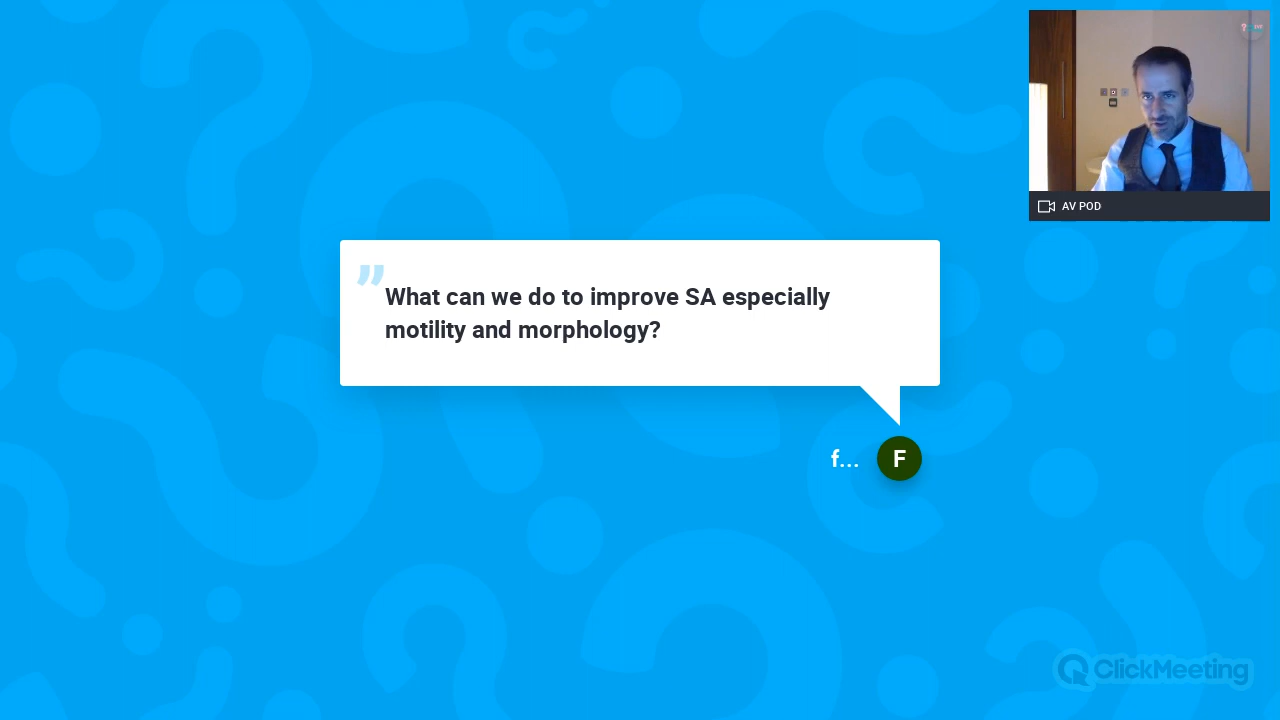 AV POD
"
What can we do to improve SA especially
motility and morphology?
f...
F
ClickMeeting